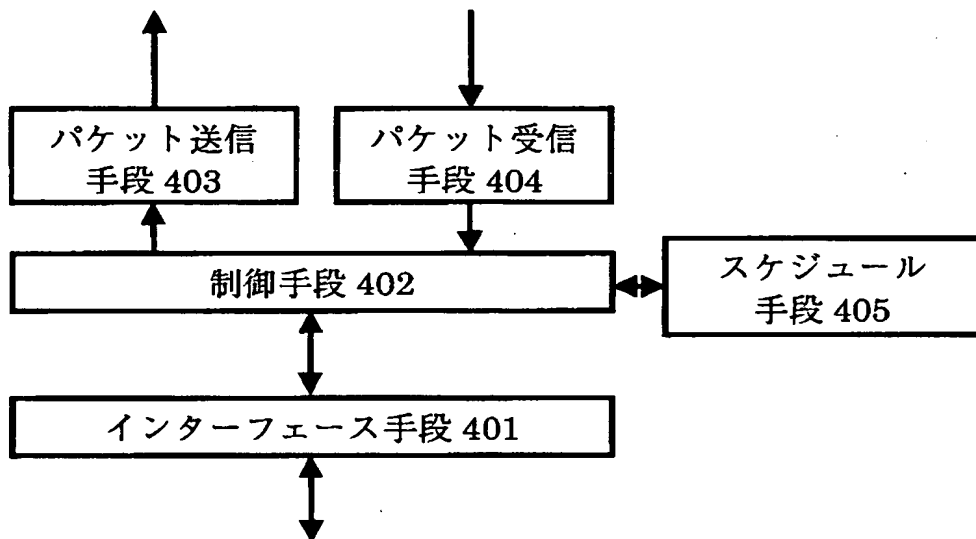 パケット送信
手段 403
パケット受信
手段 404
制御手段 402
スケジュール
手段 405
インターフェース手段 401